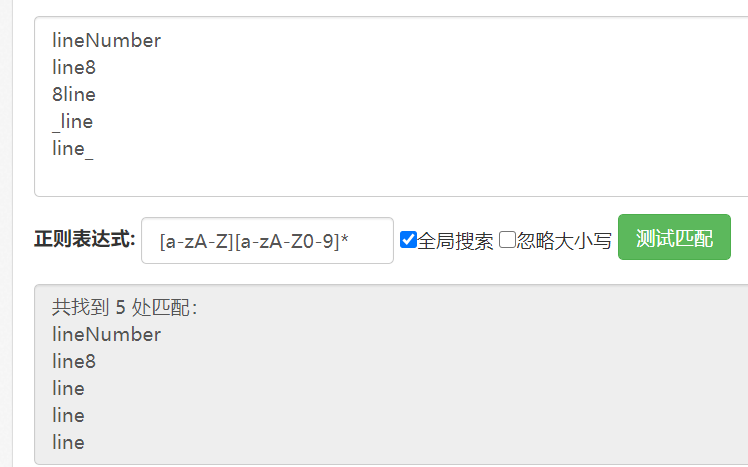 lineNumber
line8
8line
_line
line_
正则表达式: [a-zA-Z][a-zA-Z0-9]* 全局搜索 忽略大小写 测试匹配
共找到 5 处匹配：
lineNumber
line8
line
line
line